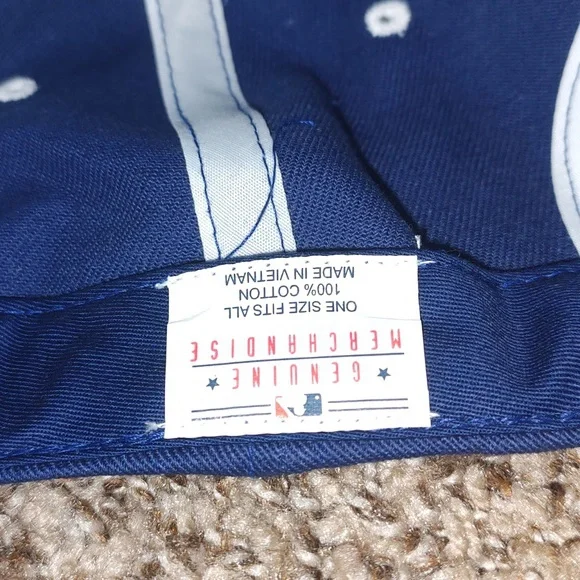 GENUINE
MERCHANDISE
ONE SIZE FITS ALL
100% COTTON
MADE IN VIETNAM